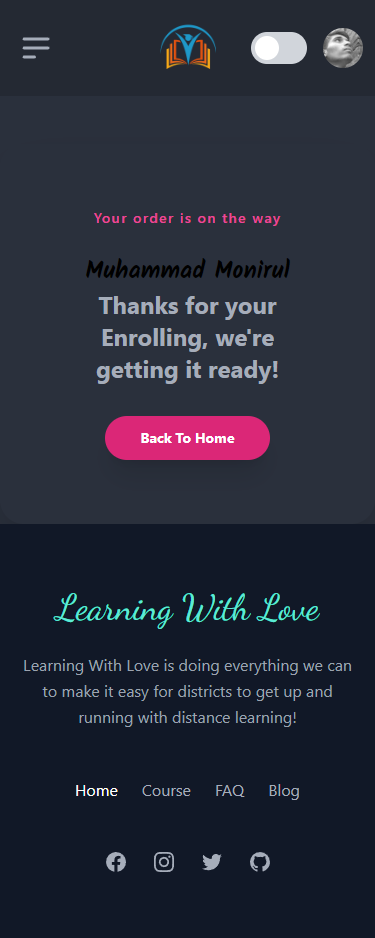 Your order is on the way
Muhammad Monirul
Thanks for your
Enrolling, we're
getting it ready!
Back To Home
Learning With Love
Learning With Love is doing everything we can
to make it easy for districts to get up and
running with distance learning!
Home Course FAQ Blog